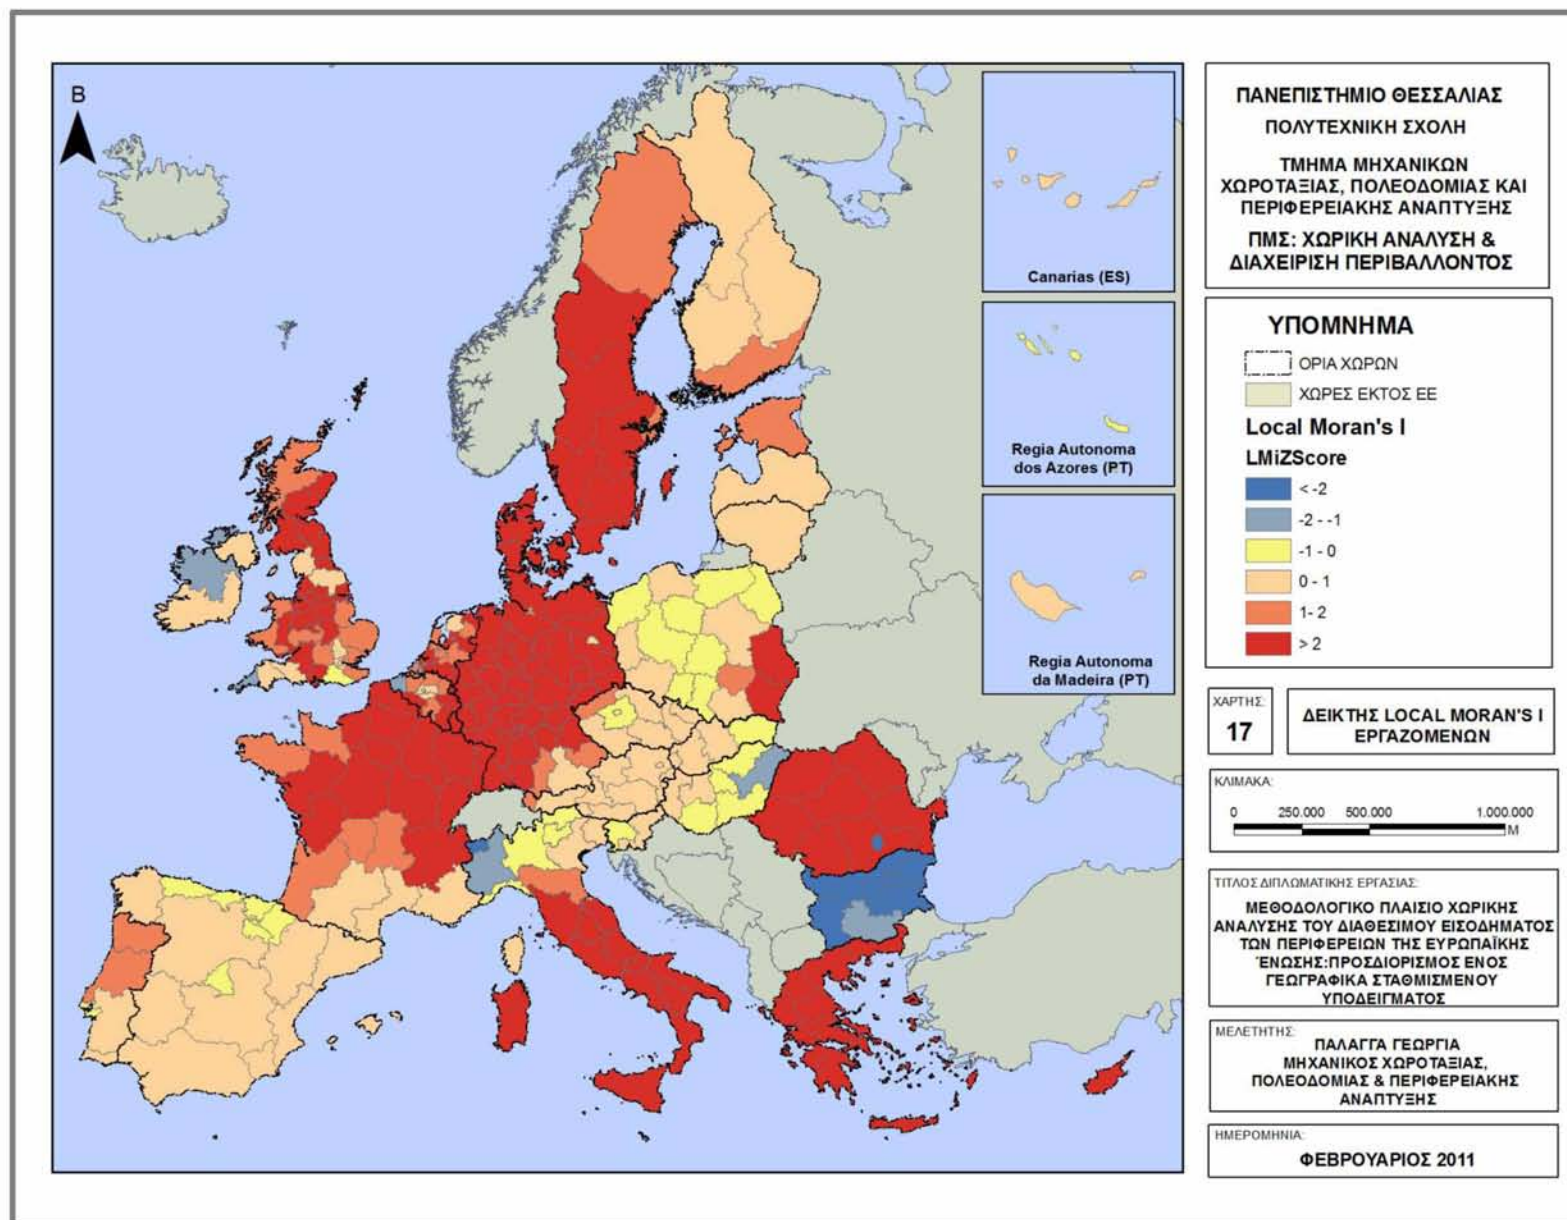 B
Canarias (ES)
Regia Autonoma
dos Azores (PT)
Regia Autonoma
da Madeira (PT)
ΠΑΝΕΠΙΣΤΗΜΙΟ ΘΕΣΣΑΛΙΑΣ
ΠΟΛΥΤΕΧΝΙΚΗ ΣΧΟΛΗ
ΤΜΗΜΑ ΜΗΧΑΝΙΚΩΝ
ΧΩΡΟΤΑΞΙΑΣ, ΠΟΛΕΟΔΟΜΙΑΣ ΚΑΙ
ΠΕΡΙΦΕΡΕΙΑΚΗΣ ΑΝΑΠΤΥΞΗΣ
ΠΜΣ: ΧΩΡΙΚΗ ΑΝΑΛΥΣΗ &
ΔΙΑΧΕΙΡΙΣΗ ΠΕΡΙΒΑΛΛΟΝΤΟΣ
ΥΠΟΜΝΗΜΑ
ΟΡΙΑ ΧΩΡΩΝ
ΧΩΡΕΣ ΕΚΤΟΣ ΕΕ
Local Moran's I
LMiZScore
< -2
-2 - -1
-1 - 0
0 - 1
1- 2
> 2
ΧΑΡΤΗΣ:
17
ΔΕΙΚΤΗΣ LOCAL MORAN'S I
ΕΡΓΑΖΟΜΕΝΩΝ
ΚΛΙΜΑΚΑ:
0 250.000 500.000 1.000.000
M
ΤΙΤΛΟΣ ΔΙΠΛΩΜΑΤΙΚΗΣ ΕΡΓΑΣΙΑΣ:
ΜΕΘΟΔΟΛΟΓΙΚΟ ΠΛΑΙΣΙΟ ΧΩΡΙΚΗΣ
ΑΝΑΛΥΣΗΣ ΤΟΥ ΔΙΑΘΕΣΙΜΟΥ ΕΙΣΟΔΗΜΑΤΟΣ
ΤΩΝ ΠΕΡΙΦΕΡΕΙΩΝ ΤΗΣ ΕΥΡΩΠΑΪΚΗΣ
ΈΝΩΣΗΣ:ΠΡΟΣΔΙΟΡΙΣΜΟΣ ΕΝΟΣ
ΓΕΩΓΡΑΦΙΚΑ ΣΤΑΘΜΙΣΜΕΝΟΥ
ΥΠΟΔΕΙΓΜΑΤΟΣ
ΜΕΛΕΤΗΤΗΣ:
ΠΑΛΑΓΓΑ ΓΕΩΡΓΙΑ
ΜΗΧΑΝΙΚΟΣ ΧΩΡΟΤΑΞΙΑΣ,
ΠΟΛΕΟΔΟΜΙΑΣ & ΠΕΡΙΦΕΡΕΙΑΚΗΣ
ΑΝΑΠΤΥΞΗΣ
ΗΜΕΡΟΜΗΝΙΑ:
ΦΕΒΡΟΥΑΡΙΟΣ 2011